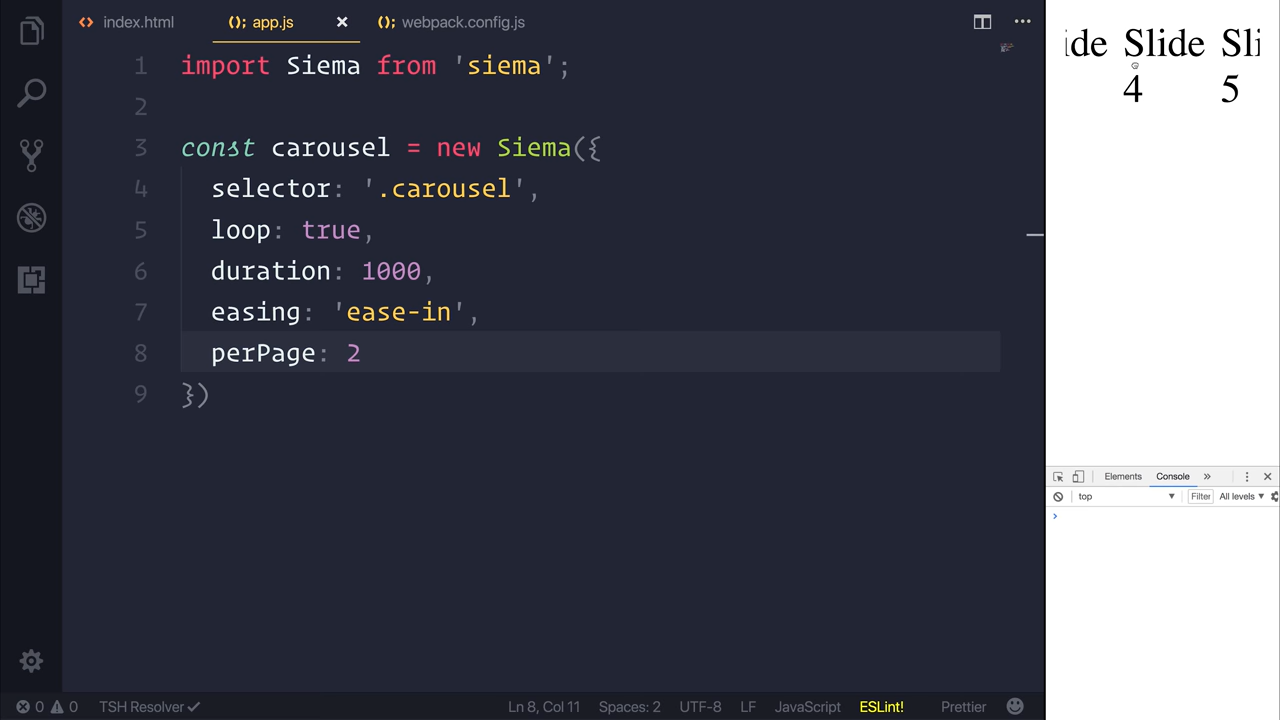 index.html
app.js
webpack.config.js
1 import Siema from 'siema';
2
3 const carousel = new Siema({
4 selector: '.carousel',
5 loop: true,
6 duration: 1000,
7 easing: 'ease-in',
8 perPage: 2
9 })
ide Slide Sli
4 5
Elements Console »
top Filter All levels
0 0 TSH Resolver Ln 8, Col 11 Spaces: 2 UTF-8 LF JavaScript ESLint! Prettier